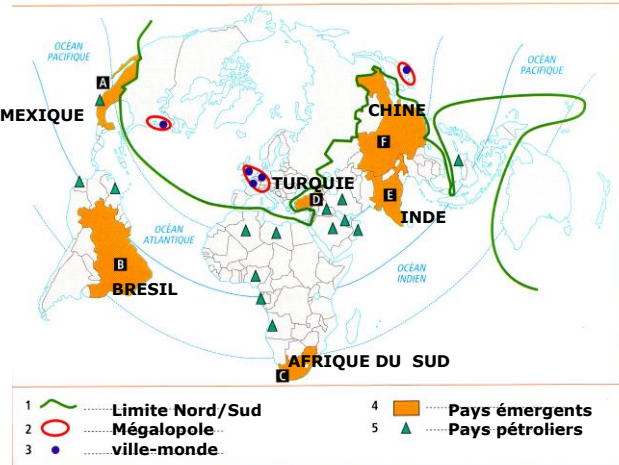 OCÉAN
PACIFIQUE
OCÉAN
PACIFIQUE
A
MEXIQUE
CHINE
F
TURQUIE
D
E
INDE
OCÉAN
ATLANTIQUE
OCÉAN
INDIEN
B
BRESIL
AFRIQUE DU SUD
C
1 Limite Nord/Sud
2 Mégalopole
3 ville-monde
4 Pays émergents
5 Pays pétroliers